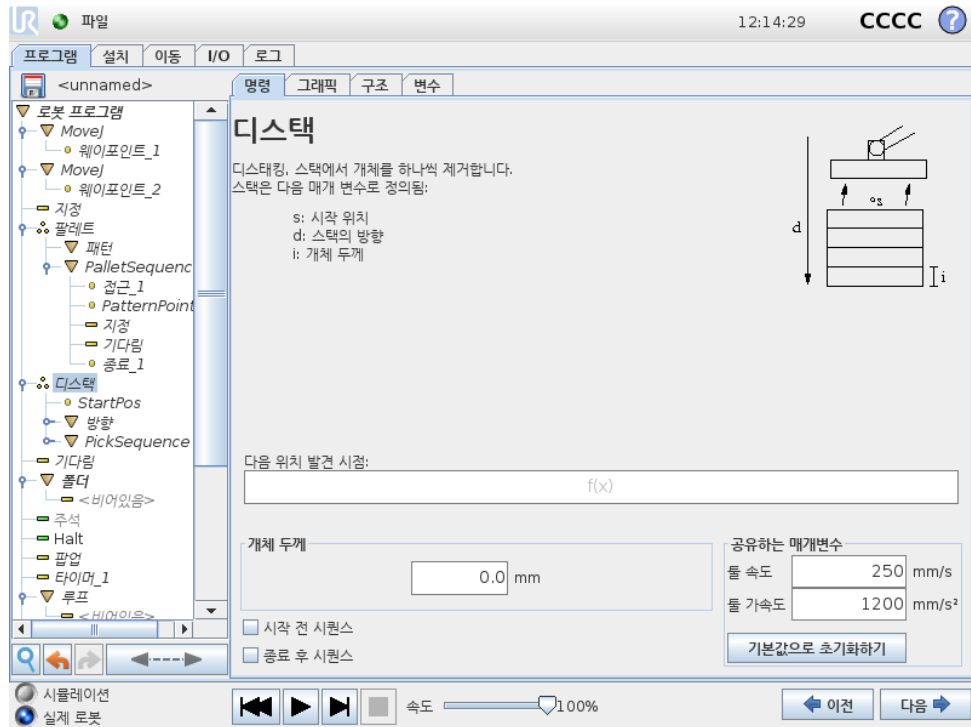 UR 파일 12:14:29 CCCC ?
프로그램 설치 이동 I/O 로그
<unnamed>
명령 그래픽 구조 변수
로봇 프로그램
MoveJ
웨이포인트_1
MoveJ
웨이포인트_2
지정
팔레트
패턴
PalletSequenc
접근_1
PatternPoint
지정
기다림
종료_1
디스택
StartPos
방향
PickSequence
기다림
폴더
<비어있음>
주석
Halt
팝업
타이머_1
루프
<비어있음>
디스택
디스태킹, 스택에서 개체를 하나씩 제거합니다.
스택은 다음 매개 변수로 정의됨:
s: 시작 위치
d: 스택의 방향
i: 개체 두께
s
d
i
다음 위치 발견 시점:
f(x)
개체 두께
0.0 mm
시작 전 시퀀스
종료 후 시퀀스
공유하는 매개변수
툴 속도 250 mm/s
툴 가속도 1200 mm/s²
기본값으로 초기화하기
시뮬레이션
실제 로봇
속도 100%
이전 다음